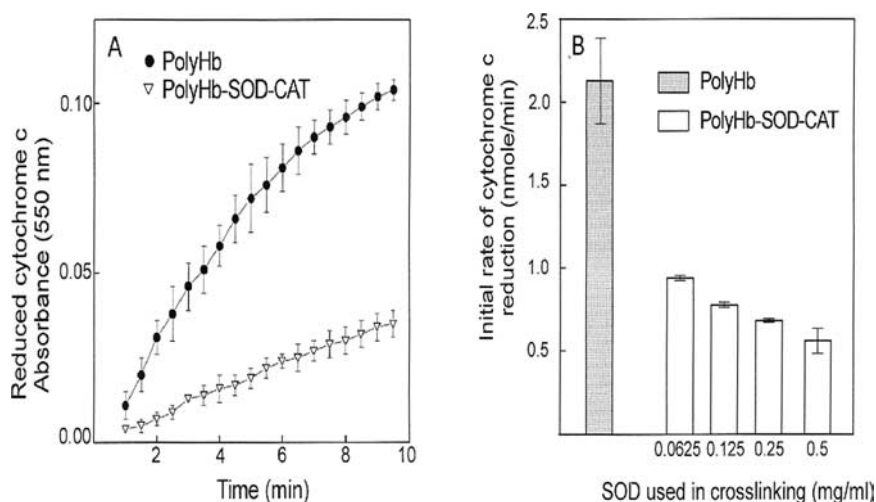 A
PolyHb
PolyHb-SOD-CAT
Reduced cytochrome c
Absorbance (550 nm)
0.10
0.05
0.00
2
4
6
8
10
Time (min)
B
PolyHb
PolyHb-SOD-CAT
Initial rate of cytochrome c
reduction (nmole/min)
2.5
2.0
1.5
1.0
0.5
0.0625
0.125
0.25
0.5
SOD used in crosslinking (mg/ml)